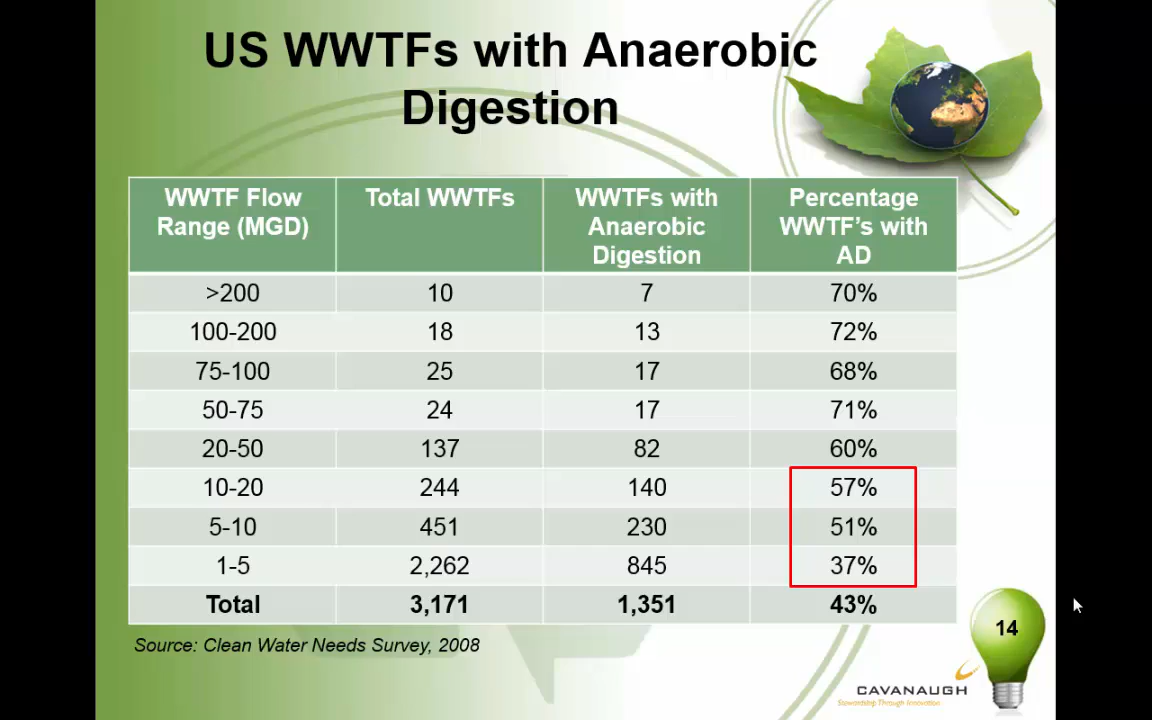 US WWTFs with Anaerobic
Digestion
WWTF Flow
Range (MGD)
Total WWTFs
WWTFs with
Anaerobic
Digestion
Percentage
WWTF’s with
AD
>200 10 7 70%
100-200 18 13 72%
75-100 25 17 68%
50-75 24 17 71%
20-50 137 82 60%
10-20 244 140 57%
5-10 451 230 51%
1-5 2,262 845 37%
Total 3,171 1,351 43%
Source: Clean Water Needs Survey, 2008
14
CAVANAUGH
Stewardship Through Innovation.